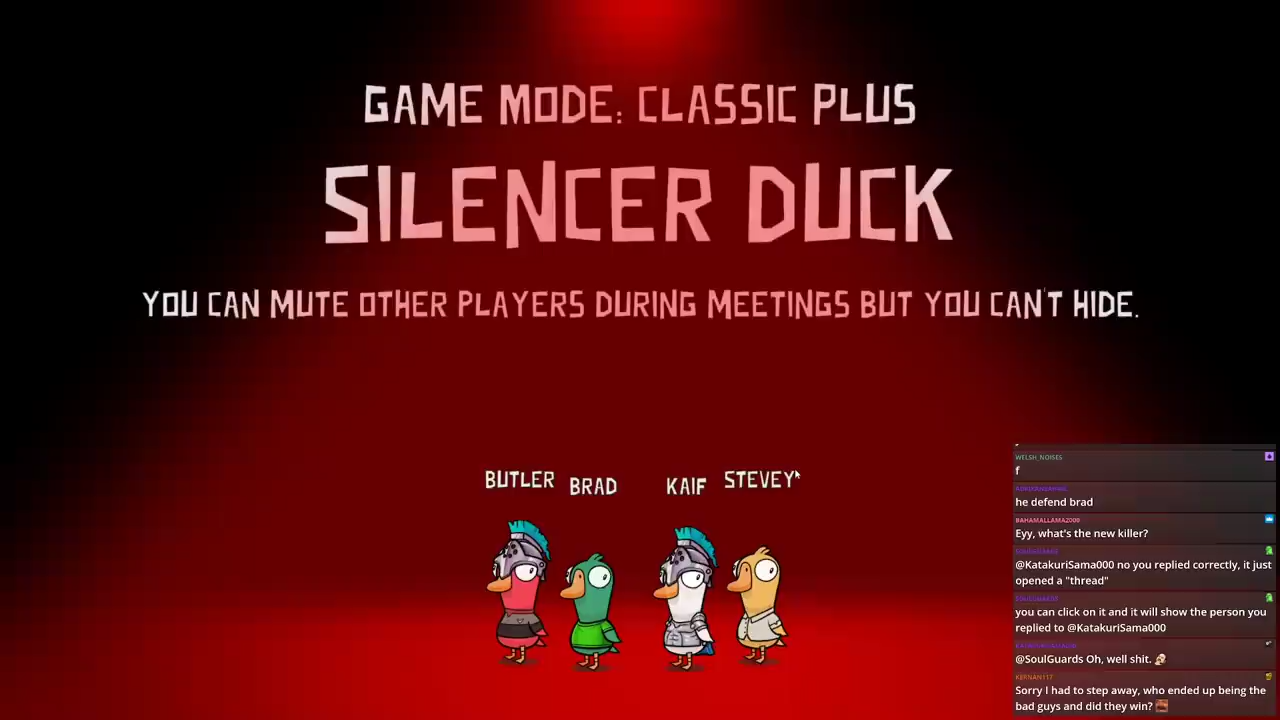 GAME MODE: CLASSIC PLUS
SILENCER DUCK
YOU CAN MUTE OTHER PLAYERS DURING MEETINGS BUT YOU CAN'T HIDE.
BUTLER
BRAD
KAIF
STEVEY
WELSH_NOISES
f
he defend brad
BAHAMALLAMA2000
Eyy, what's the new killer?
@KatakuriSama000 no you replied correctly, it just
opened a "thread"
you can click on it and it will show the person you
replied to @KatakuriSama000
@SoulGuards Oh, well shit.
KERNAN117
Sorry I had to step away, who ended up being the
bad guys and did they win?